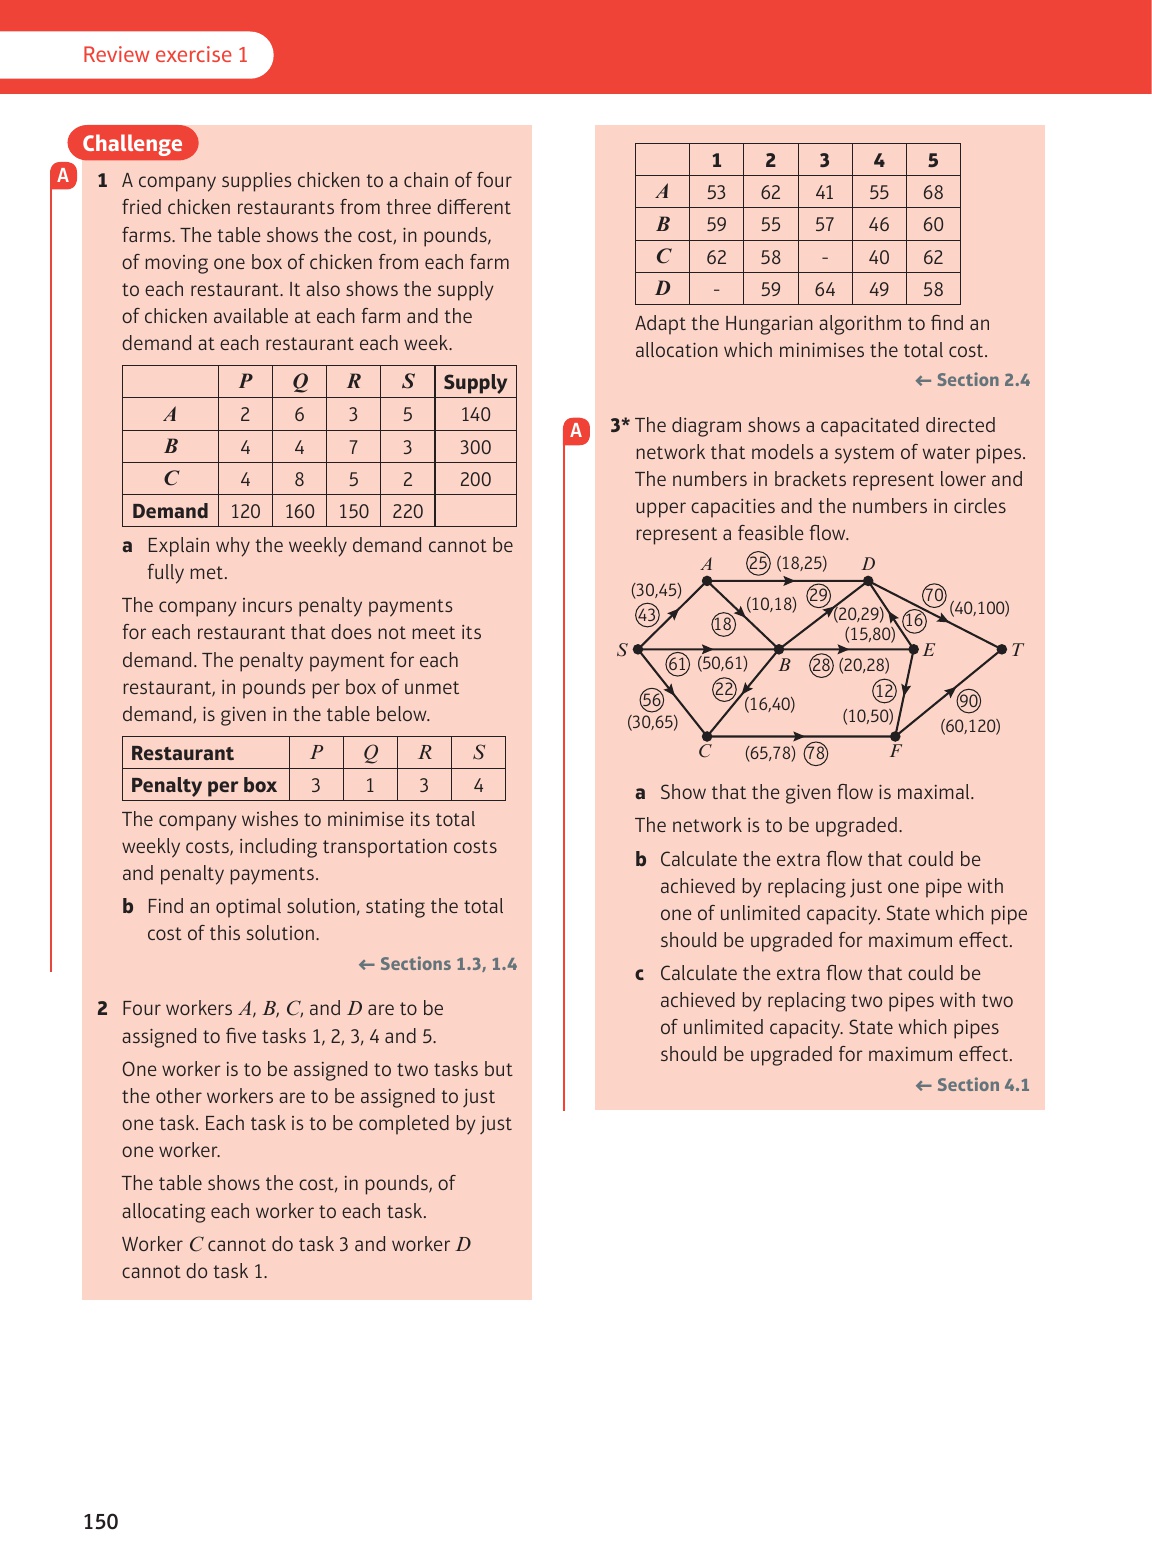 Review exercise 1
Challenge
A
1 A company supplies chicken to a chain of four
fried chicken restaurants from three different
farms. The table shows the cost, in pounds,
of moving one box of chicken from each farm
to each restaurant. It also shows the supply
of chicken available at each farm and the
demand at each restaurant each week.
P Q R S Supply
A 2 6 3 5 140
B 4 4 7 3 300
C 4 8 5 2 200
Demand 120 160 150 220
a Explain why the weekly demand cannot be
fully met.
The company incurs penalty payments
for each restaurant that does not meet its
demand. The penalty payment for each
restaurant, in pounds per box of unmet
demand, is given in the table below.
Restaurant P Q R S
Penalty per box 3 1 3 4
The company wishes to minimise its total
weekly costs, including transportation costs
and penalty payments.
b Find an optimal solution, stating the total
cost of this solution.
← Sections 1.3, 1.4
2 Four workers A, B, C, and D are to be
assigned to five tasks 1, 2, 3, 4 and 5.
One worker is to be assigned to two tasks but
the other workers are to be assigned to just
one task. Each task is to be completed by just
one worker.
The table shows the cost, in pounds, of
allocating each worker to each task.
Worker C cannot do task 3 and worker D
cannot do task 1.
1 2 3 4 5
A 53 62 41 55 68
B 59 55 57 46 60
C 62 58 - 40 62
D - 59 64 49 58
Adapt the Hungarian algorithm to find an
allocation which minimises the total cost.
← Section 2.4
A
3* The diagram shows a capacitated directed
network that models a system of water pipes.
The numbers in brackets represent lower and
upper capacities and the numbers in circles
represent a feasible flow.
A 25 (18,25) D
(30,45) 43
(10,18) 18
29 (20,29)
70 (40,100)
(15,80) 16
S 61 (50,61) B 28 (20,28) E T
56 (30,65)
22 (16,40)
12 (10,50)
90 (60,120)
C (65,78) 78 F
a Show that the given flow is maximal.
The network is to be upgraded.
b Calculate the extra flow that could be
achieved by replacing just one pipe with
one of unlimited capacity. State which pipe
should be upgraded for maximum effect.
c Calculate the extra flow that could be
achieved by replacing two pipes with two
of unlimited capacity. State which pipes
should be upgraded for maximum effect.
← Section 4.1
150